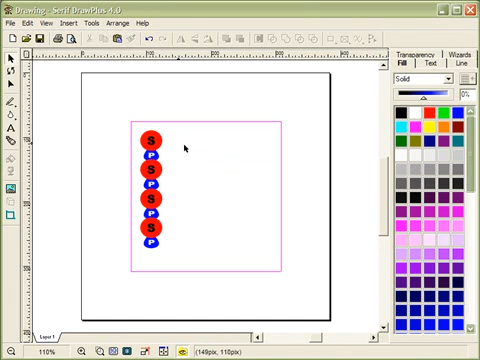 Drawing - Serif DrawPlus 4.0
File Edit View Insert Tools Arrange Help
Transparency Wizards
Fill Text Line
Solid
0%
S
P
S
P
S
P
S
P
Layer 1
110%
(149pix, 110pix)